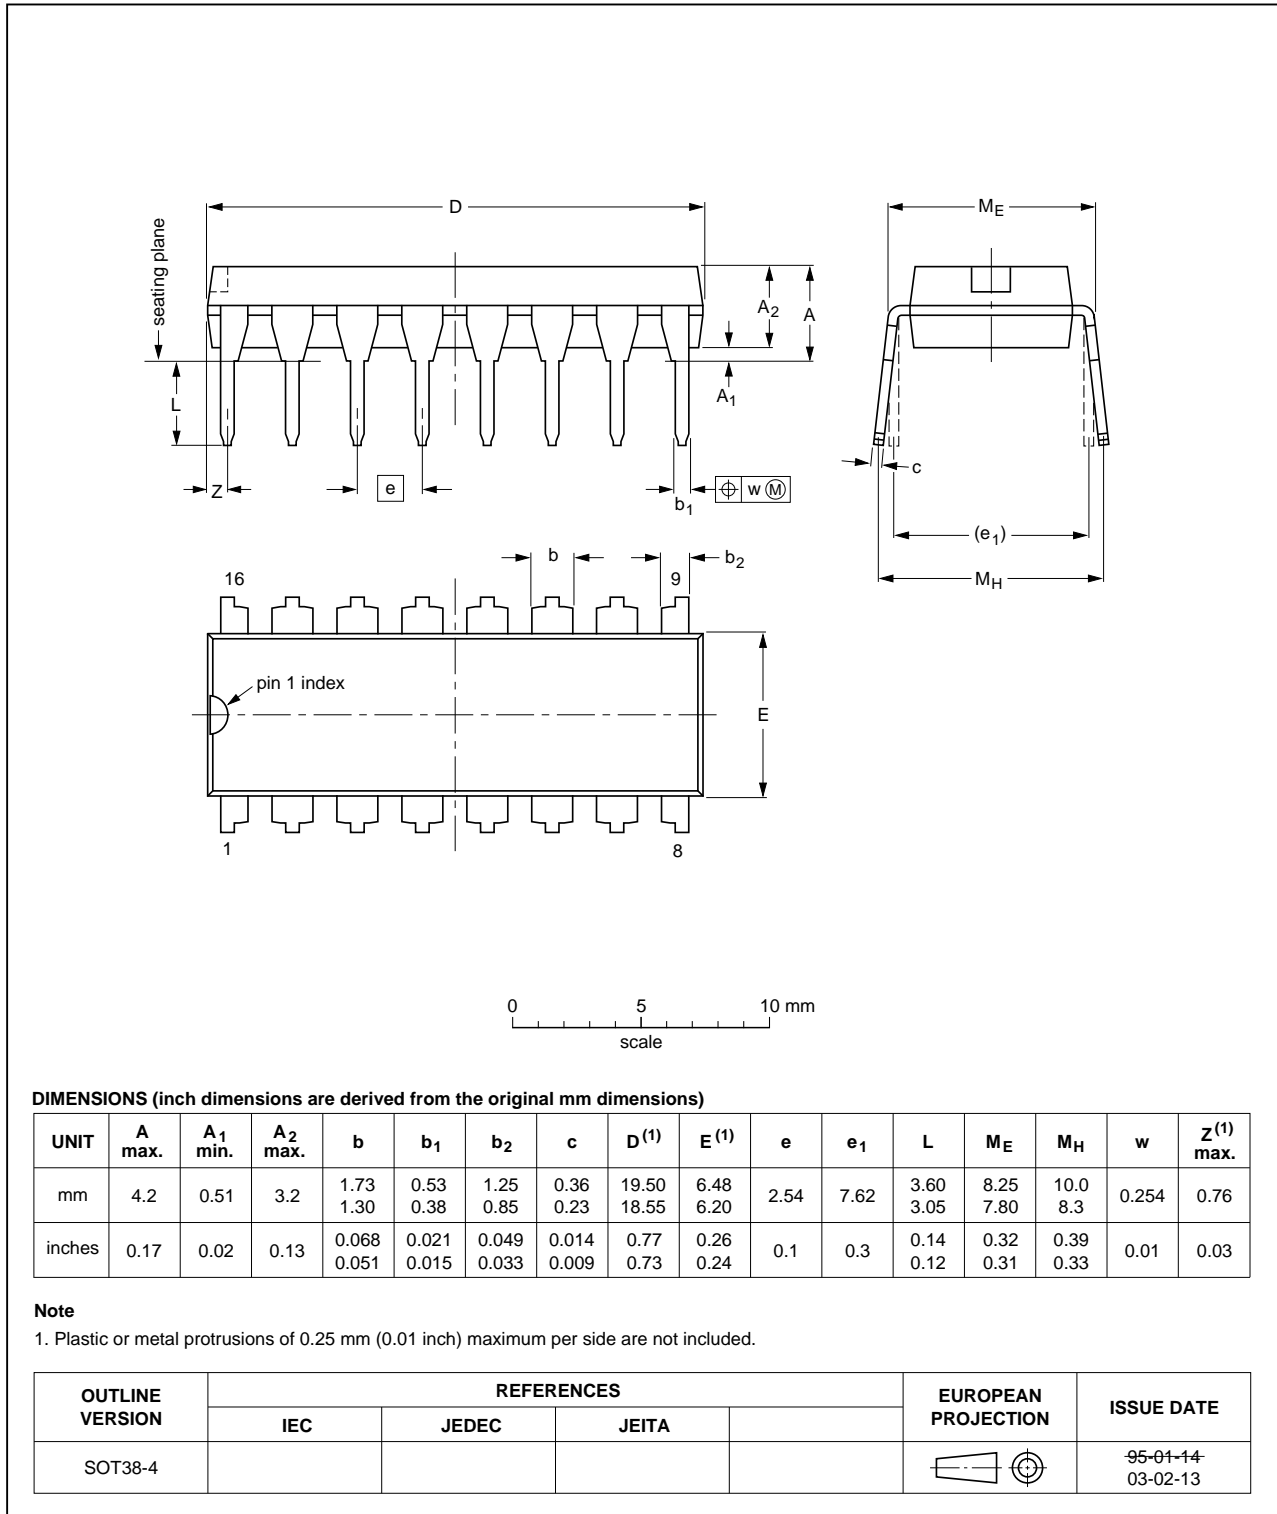 D
ME
seating plane
A2
A
A1
L
Z
e
b1
w M
c
(e1)
MH
b
b2
16
9
pin 1 index
E
1
8
0 5 10 mm
scale
DIMENSIONS (inch dimensions are derived from the original mm dimensions)
UNIT A max. A1 min. A2 max. b b1 b2 c D(1) E(1) e e1 L ME MH w Z(1) max.
mm 4.2 0.51 3.2 1.73 1.30 0.53 0.38 1.25 0.85 0.36 0.23 19.50 18.55 6.48 6.20 2.54 7.62 3.60 3.05 8.25 7.80 10.0 8.3 0.254 0.76
inches 0.17 0.02 0.13 0.068 0.051 0.021 0.015 0.049 0.033 0.014 0.009 0.77 0.73 0.26 0.24 0.1 0.3 0.14 0.12 0.32 0.31 0.39 0.33 0.01 0.03
Note
1. Plastic or metal protrusions of 0.25 mm (0.01 inch) maximum per side are not included.
OUTLINE VERSION REFERENCES EUROPEAN PROJECTION ISSUE DATE
IEC JEDEC JEITA
SOT38-4 95-01-14
03-02-13